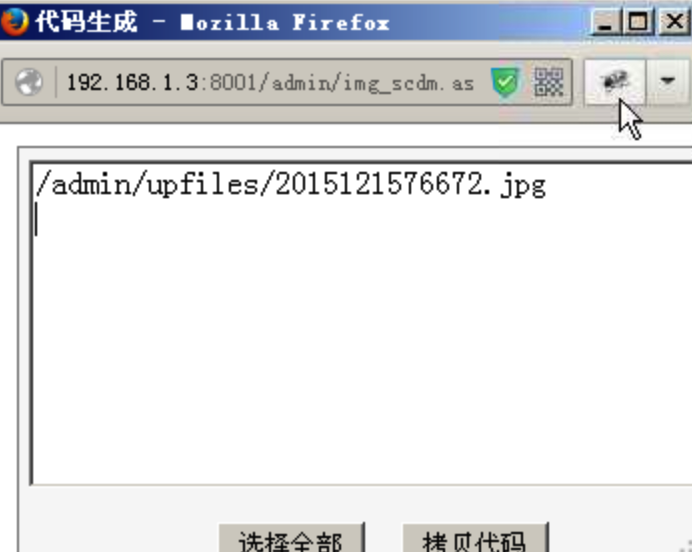 代码生成 - Mozilla Firefox
192.168.1.3:8001/admin/img_scdm.as
/admin/upfiles/2015121576672.jpg
选择全部 拷贝代码